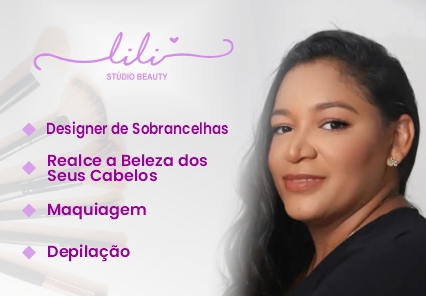 lili
STÚDIO BEAUTY
Designer de Sobrancelhas
Realce a Beleza dos
Seus Cabelos
Maquiagem
Depilação